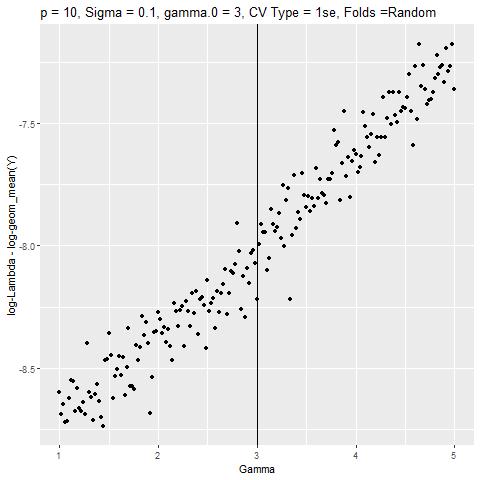 p = 10, Sigma = 0.1, gamma.0 = 3, CV Type = 1se, Folds =Random
log-Lambda - log-geom_mean(Y)
-7.5
-8.0
-8.5
1 2 3 4 5
Gamma